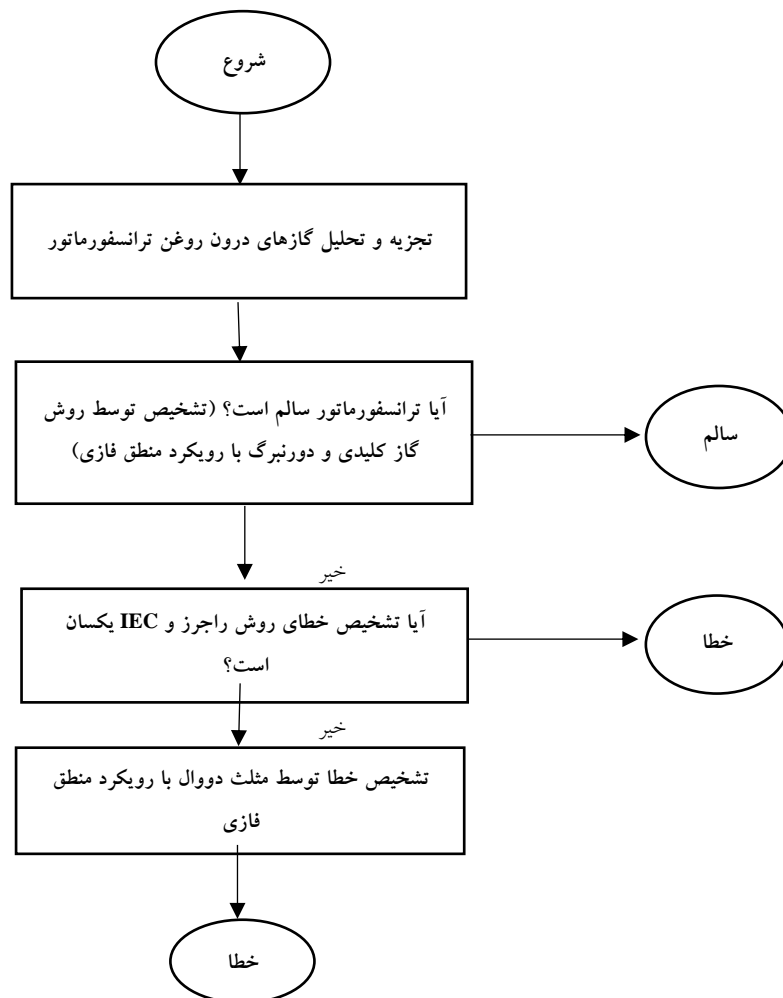 شروع
تجزیه و تحلیل گازهای درون روغن ترانسفورماتور
آیا ترانسفورماتور سالم است؟ (تشخیص توسط روش
گاز کلیدی و دورنبرگ با رویکرد منطق فازی)
سالم
خیر
آیا تشخیص خطای روش راجرز و IEC یکسان
است؟
خطا
خیر
تشخیص خطا توسط مثلث دووال با رویکرد منطق
فازی
خطا